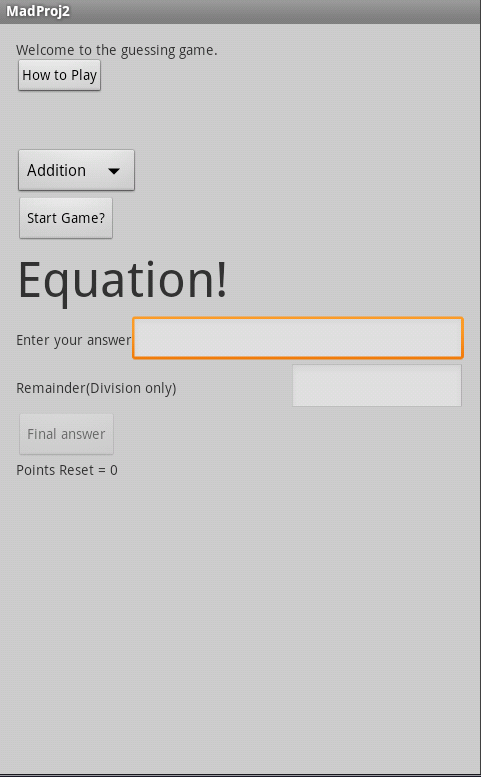 MadProj2
Welcome to the guessing game.
How to Play
Addition
Start Game?
Equation!
Enter your answer
Remainder(Division only)
Final answer
Points Reset = 0